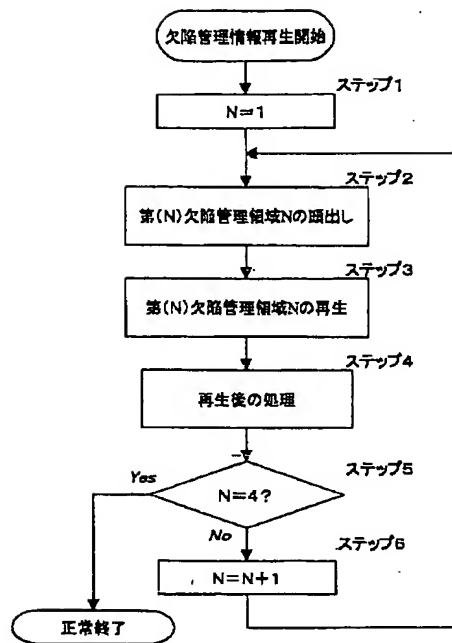 欠陥管理情報再生開始
ステップ1
N=1
ステップ2
第(N)欠陥管理領域Nの頭出し
ステップ3
第(N)欠陥管理領域Nの再生
ステップ4
再生後の処理
ステップ5
Yes
N=4?
No
ステップ6
N=N+1
正常終了